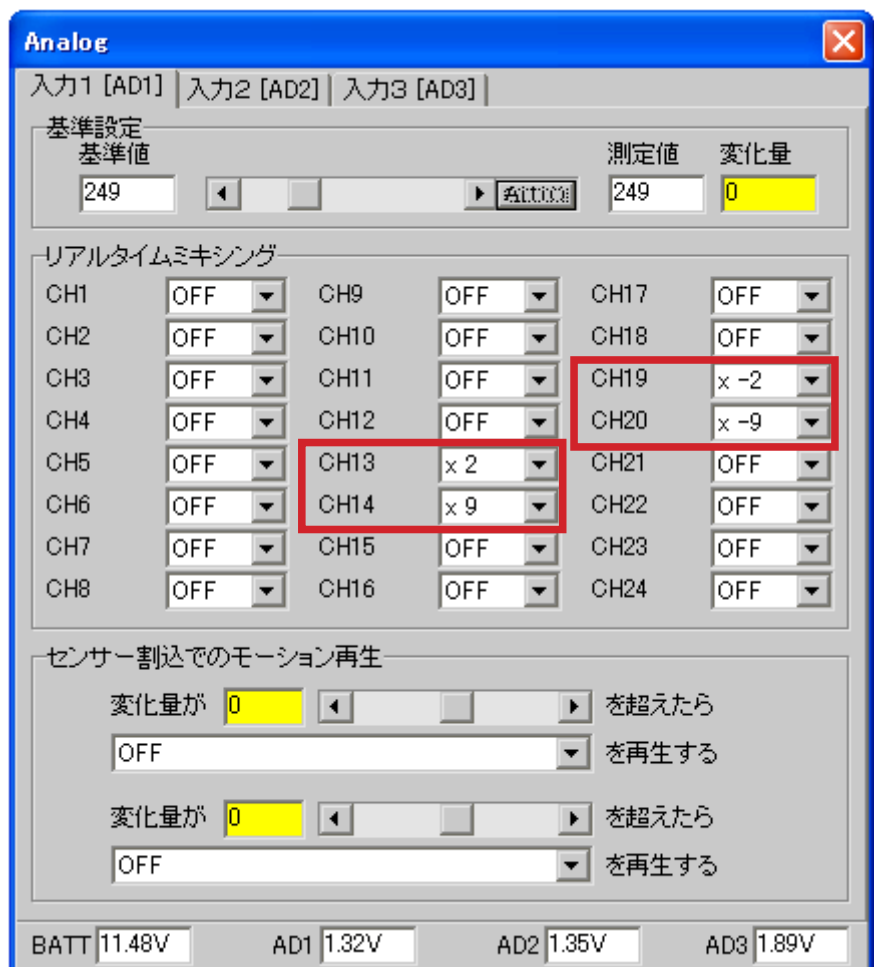 Analog
入力1 [AD1] 入力2 [AD2] 入力3 [AD3]
基準設定
基準値 測定値 変化量
249 249 0
リアルタイムミキシング
CH1 OFF CH9 OFF CH17 OFF
CH2 OFF CH10 OFF CH18 OFF
CH3 OFF CH11 OFF CH19 x -2
CH4 OFF CH12 OFF CH20 x -9
CH5 OFF CH13 x 2 CH21 OFF
CH6 OFF CH14 x 9 CH22 OFF
CH7 OFF CH15 OFF CH23 OFF
CH8 OFF CH16 OFF CH24 OFF
センサー割込でのモーション再生
変化量が 0 を超えたら
OFF を再生する
変化量が 0 を超えたら
OFF を再生する
BATT 11.48V AD1 1.32V AD2 1.35V AD3 1.89V